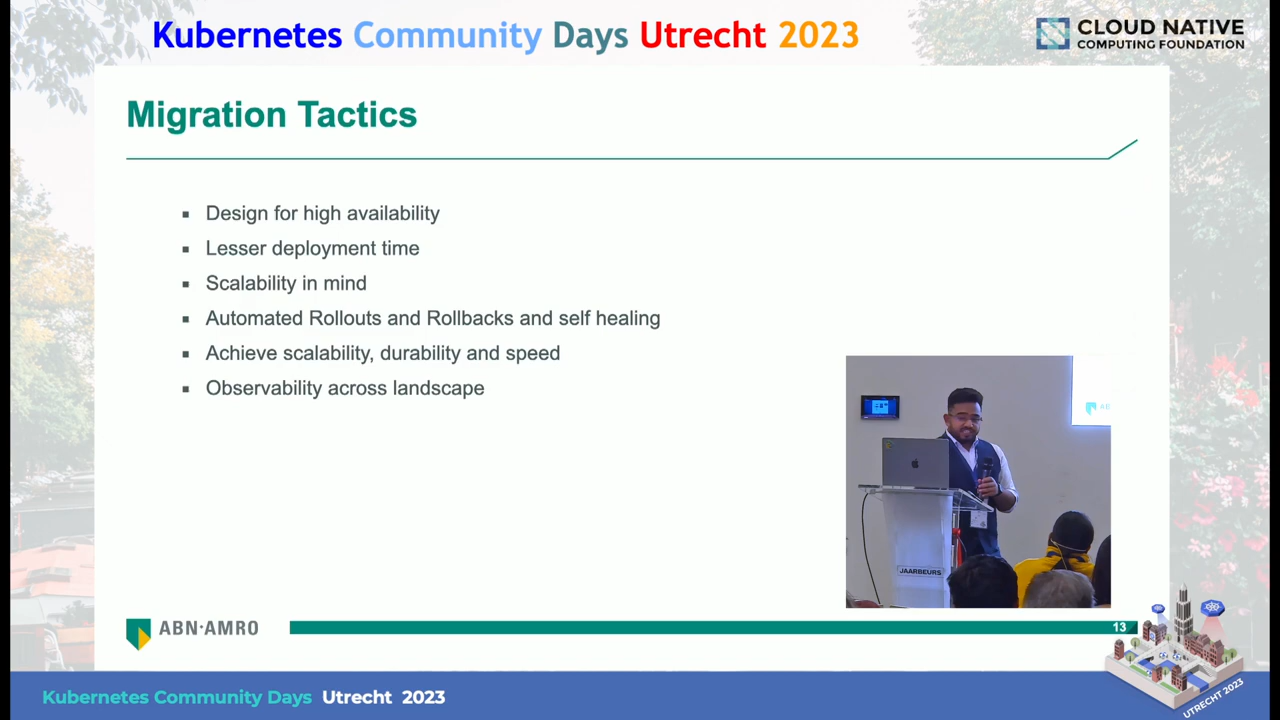 Kubernetes Community Days Utrecht 2023
CLOUD NATIVE
COMPUTING FOUNDATION
Migration Tactics
Design for high availability
Lesser deployment time
Scalability in mind
Automated Rollouts and Rollbacks and self healing
Achieve scalability, durability and speed
Observability across landscape
JAARBEURS
ABN·AMRO
13
Kubernetes Community Days Utrecht 2023
UTRECHT 2023